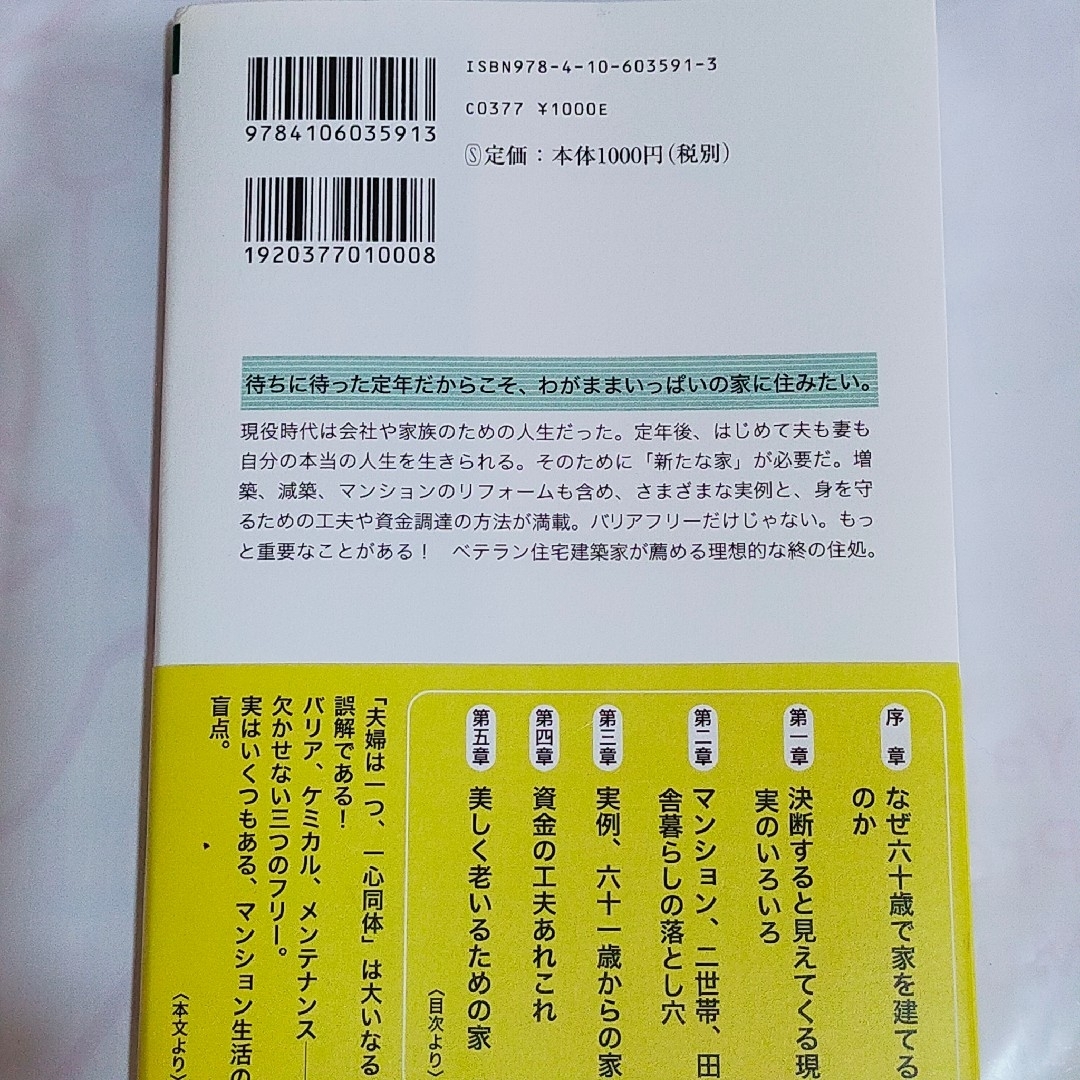 ISBN978-4-10-603591-3
9784106035913
C0377 ¥1000E
Ⓢ定価：本体1000円(税別)
1920377010008
待ちに待った定年だからこそ、わがままいっぱいの家に住みたい。
現役時代は会社や家族のための人生だった。定年後、はじめて夫も妻も
自分の本当の人生を生きられる。そのために「新たな家」が必要だ。増
築、減築、マンションのリフォームも含め、さまざまな実例と、身を守
るための工夫や資金調達の方法が満載。バリアフリーだけじゃない。もっ
と重要なことがある！　ベテラン住宅建築家が薦める理想的な終の住処。
序章
なぜ六十歳で家を建てる
のか
第一章
決断すると見えてくる現
実のいろいろ
第二章
マンション、二世帯、田
舎暮らしの落とし穴
第三章
実例、六十一歳からの家
第四章
資金の工夫あれこれ
第五章
美しく老いるための家
〈目次より〉
「夫婦は一つ、一心同体」は大いなる
誤解である！
バリア、ケミカル、メンテナンス―
欠かせない三つのフリー。
実はいくつもある、マンション生活の
盲点。
〈本文より〉